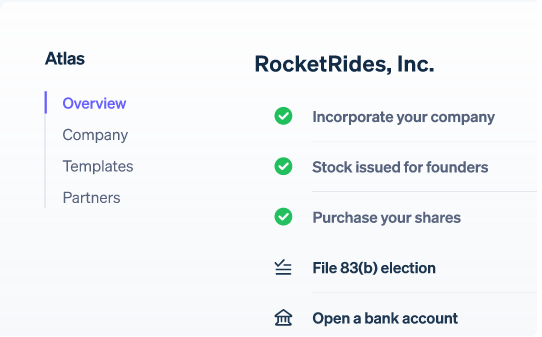 Atlas
Overview
Company
Templates
Partners
RocketRides, Inc.
Incorporate your company
Stock issued for founders
Purchase your shares
File 83(b) election
Open a bank account